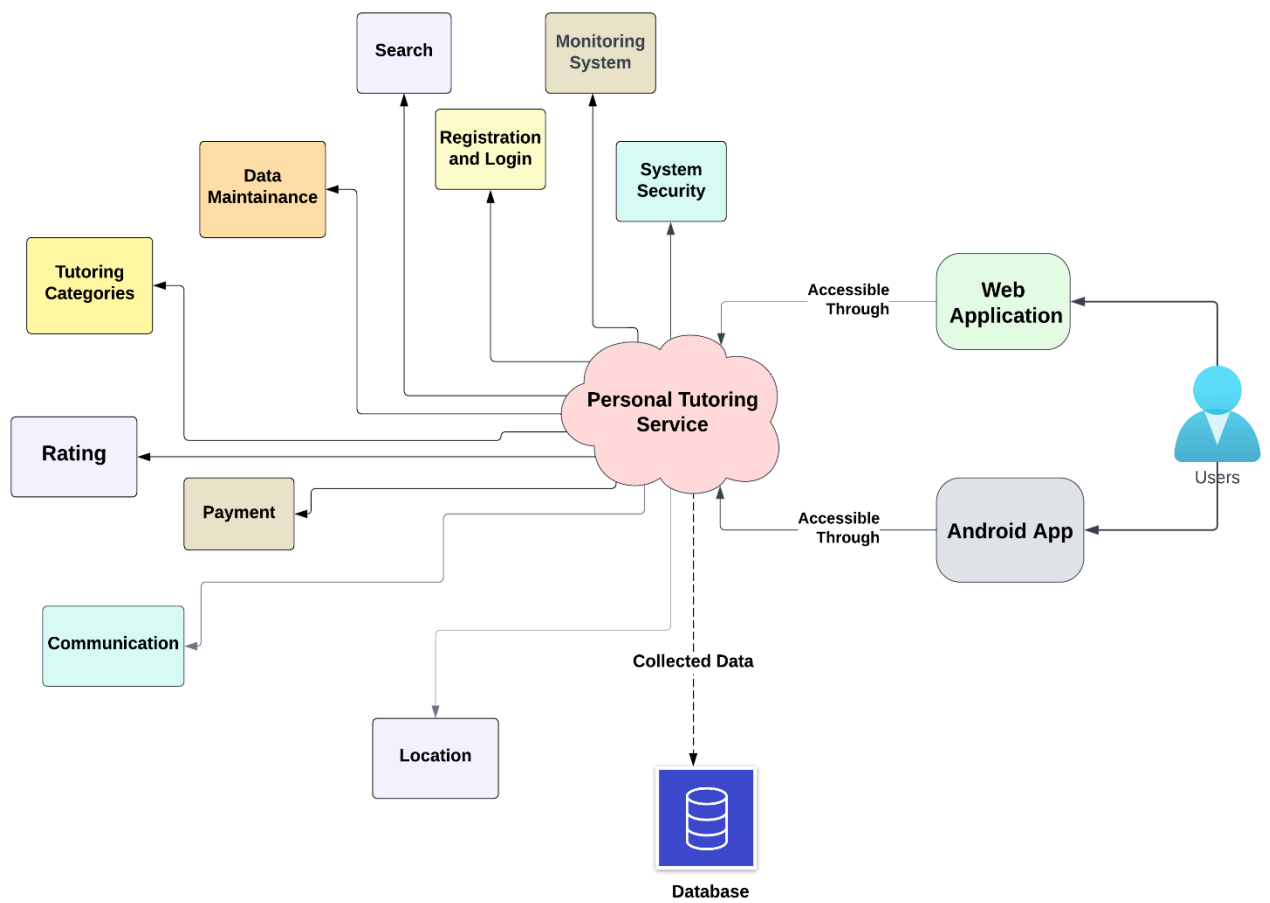 Search
Monitoring
System
Registration
and Login
Data
Maintainance
System
Security
Tutoring
Categories
Accessible
Through
Web
Application
Personal Tutoring
Service
Rating
Users
Payment
Accessible
Through
Android App
Communication
Collected Data
Location
Database